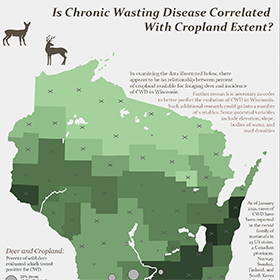 Is Chronic Wasting Disease Correlated
With Cropland Extent?
In examining the data illustrated below, there
appears to be no relationship between percent
of cropland available for foraging deer and incidence
of CWD in Wisconsin.
Further research is necessary in order
to better predict the evolution of CWD in Wisconsin.
Such additional research could go into a number
of variables. Some potential variables
include elevation, slope,
bodies of water, and
road densities.
As of January
2021, cases of
CWD have
been reported
in the cervid
family of
mammals in
25 US states,
2 Canadian
provinces,
Norway,
Sweden,
Finland, and
South Korea
Deer and Cropland:
Percent of wild deer
evaluated which tested
positive for CWD